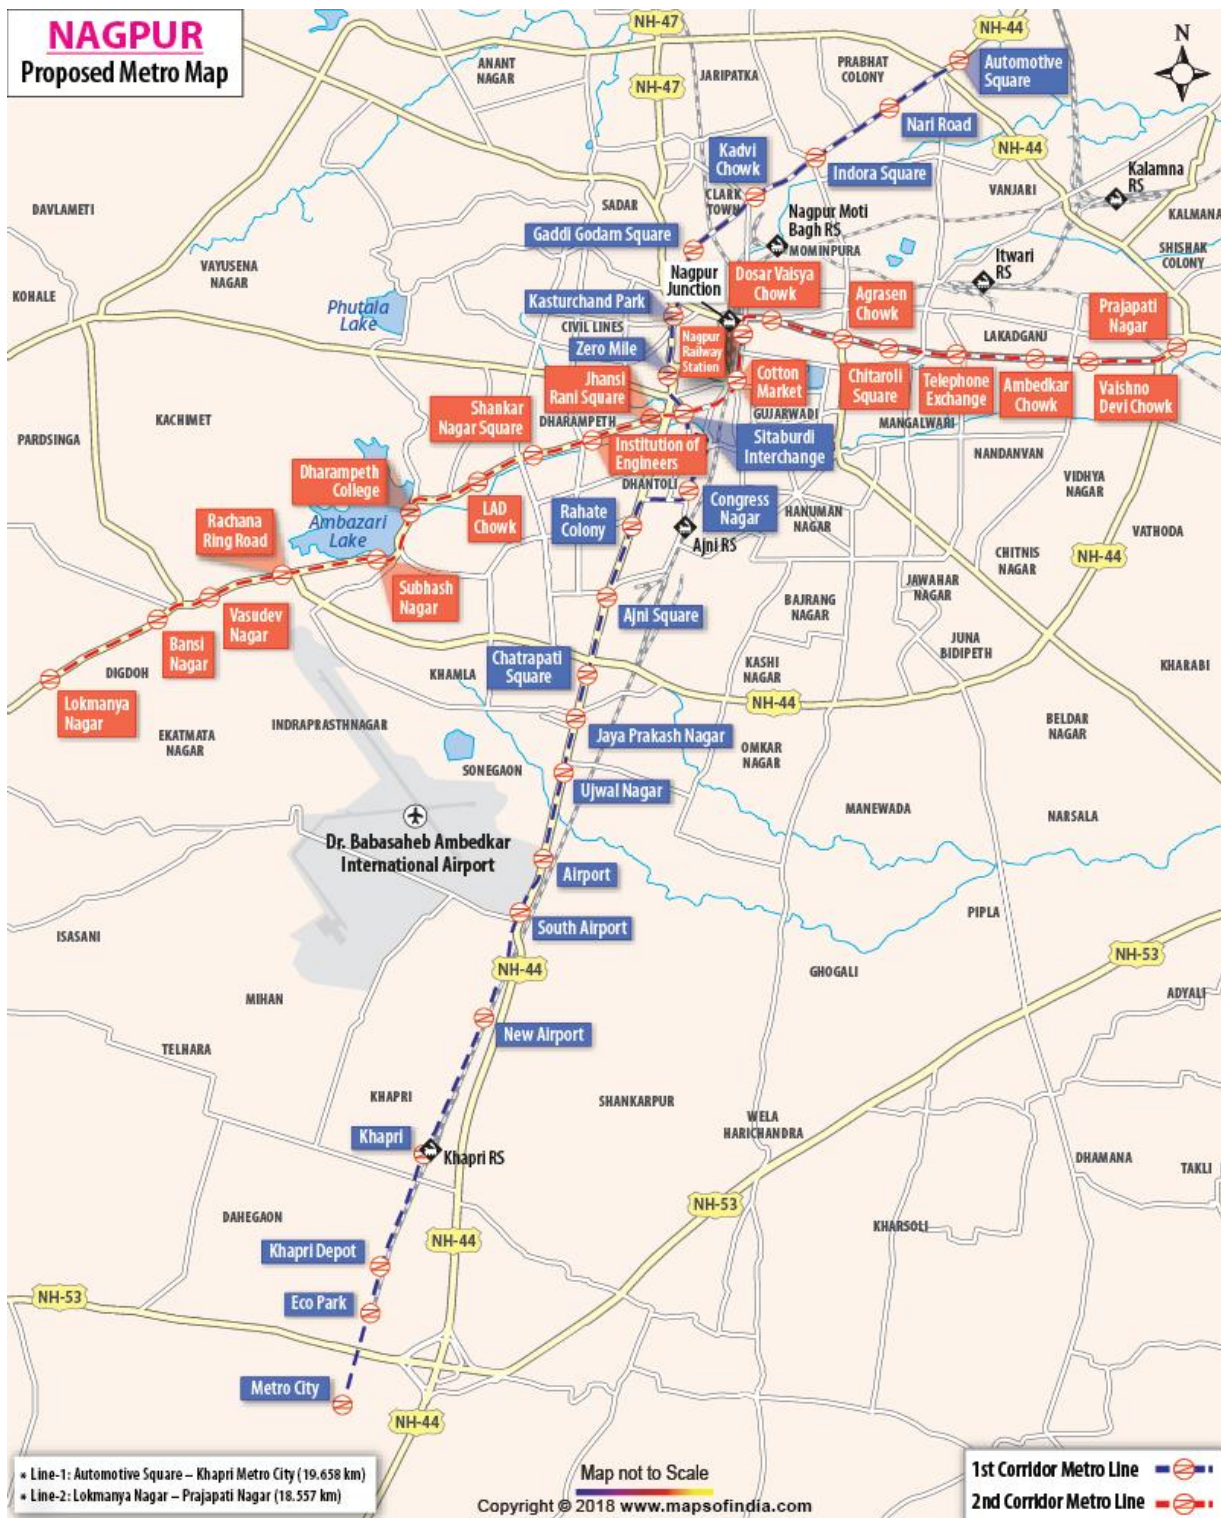 NAGPUR
Proposed Metro Map
NH-47
NH-44
N
ANANT
NAGAR
JARIPATKA
PRABHAT
COLONY
Automotive
Square
NH-47
Nari Road
NH-44
Kadvi
Chowk
Indora Square
Kalamna
RS
VANJARI
DAVLAMETI
SADAR
CLARK
TOWN
Nagpur Moti
Bagh RS
KALMANA
Gaddi Godam Square
MOMINPURA
SHISHAK
COLONY
VAYUSENA
NAGAR
Itwari
RS
KOHALE
Nagpur
Junction
Dosar Vaisya
Chowk
Agrasen
Chowk
Prajapati
Nagar
Phutala
Lake
Kasturchand Park
CIVIL LINES
LAKADGANJ
Zero Mile
Nagpur
Railway
Station
Jhansi
Rani Square
Cotton
Market
Chitaroli
Square
Telephone
Exchange
Ambedkar
Chowk
Vaishno
Devi Chowk
Shankar
Nagar Square
KACHIMET
DHARAMPETH
GUJARWADI
MANGALWARI
PARDSINGA
Institution of
Engineers
Sitaburdi
Interchange
NANDANVAN
Dharampeth
College
DHANTOLI
VIDHYA
NAGAR
LAD
Chowk
Rahate
Colony
Congress
Nagar
HANUMAN
NAGAR
Rachana
Ring Road
Ambazari
Lake
VATHODA
Ajni RS
CHITNIS
NAGAR
NH-44
Subhash
Nagar
JAWAHAR
NAGAR
Vasudev
Nagar
Ajni Square
BAJRANG
NAGAR
Bansi
Nagar
JUNA
BIDIPETH
DIGDOH
KHAMLA
Chatrapati
Square
KASHI
NAGAR
KHARABI
Lokmanya
Nagar
NH-44
INDRAPRASTHNAGAR
EKATMATA
NAGAR
Jaya Prakash Nagar
BELDAR
NAGAR
OMKAR
NAGAR
SONEGAON
Ujwal Nagar
MANEWADA
NARSALA
Dr. Babasaheb Ambedkar
International Airport
Airport
PIPLA
South Airport
ISASANI
NH-53
NH-44
GHOGALI
MIHAN
ADYALI
New Airport
TELHARA
KHAPRI
SHANKARPUR
WELA
HARICHANDRA
Khapri
Khapri RS
DHAMANA
TAKLI
NH-53
DAHEGAON
KHARSOLI
NH-44
Khapri Depot
NH-53
Eco Park
Metro City
NH-44
* Line-1: Automotive Square – Khapri Metro City (19.658 km)
* Line-2: Lokmanya Nagar – Prajapati Nagar (18.557 km)
Map not to Scale
Copyright © 2018 www.mapsofindia.com
1st Corridor Metro Line
2nd Corridor Metro Line